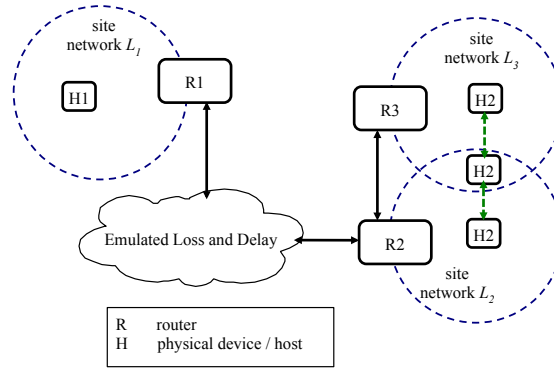 site
network L1
H1
R1
site
network L3
R3
H2
H2
Emulated Loss and Delay
R2
H2
site
network L2
R router
H physical device / host